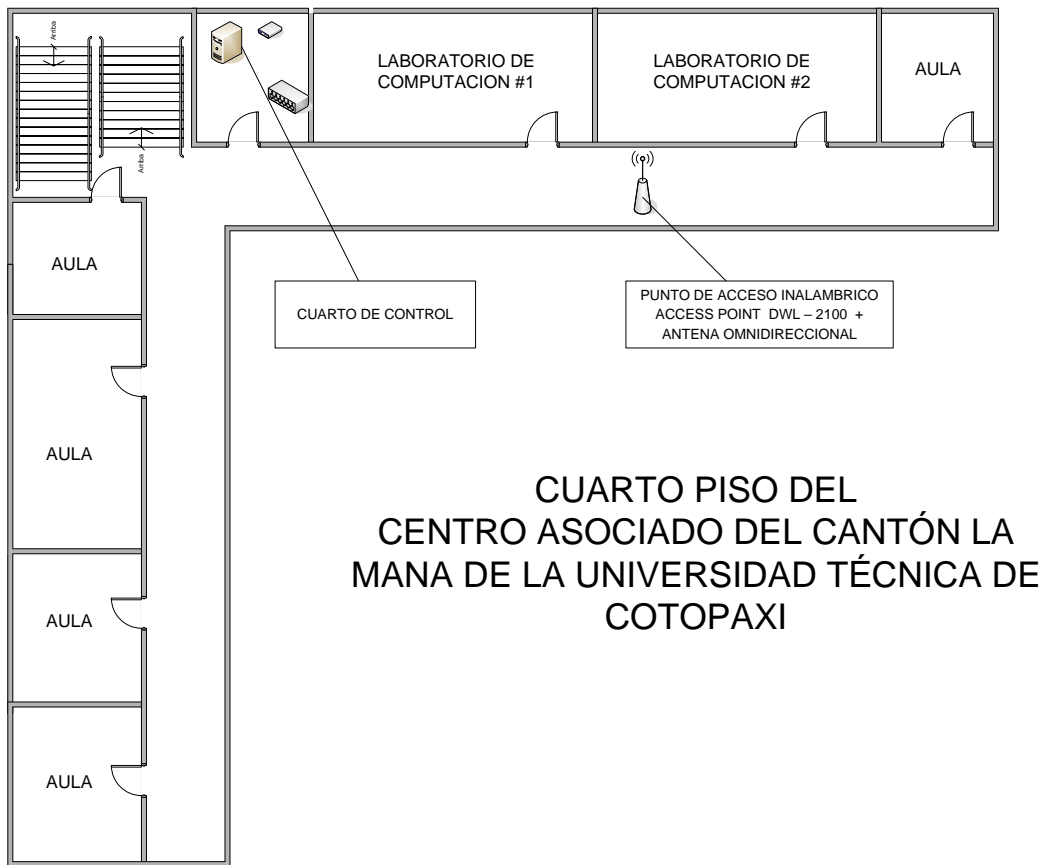 Arriba
Arriba
LABORATORIO DE
COMPUTACION #1
LABORATORIO DE
COMPUTACION #2
AULA
AULA
CUARTO DE CONTROL
PUNTO DE ACCESO INALAMBRICO
ACCESS POINT DWL – 2100 +
ANTENA OMNIDIRECCIONAL
AULA
CUARTO PISO DEL
CENTRO ASOCIADO DEL CANTÓN LA
MANA DE LA UNIVERSIDAD TÉCNICA DE
COTOPAXI
AULA
AULA